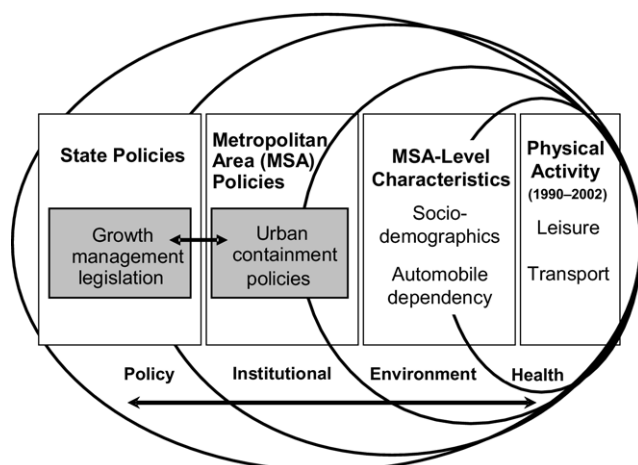 State Policies
Growth
management
legislation
Metropolitan
Area (MSA)
Policies
Urban
containment
policies
MSA-Level
Characteristics
Socio-
demographics
Automobile
dependency
Physical
Activity
(1990–2002)
Leisure
Transport
Policy
Institutional
Environment
Health